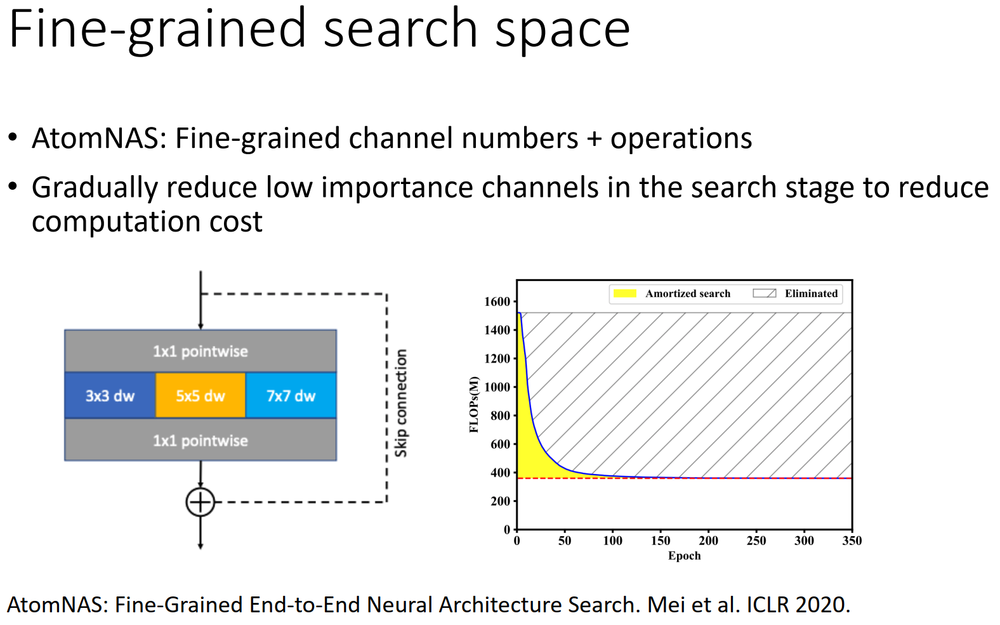 Fine-grained search space
• AtomNAS: Fine-grained channel numbers + operations
• Gradually reduce low importance channels in the search stage to reduce
computation cost
1x1 pointwise
3x3 dw 5x5 dw 7x7 dw
1x1 pointwise
Skip connection
Amortized search Eliminated
1600
1400
1200
1000
800
600
400
200
0
FLOPs(M)
0 50 100 150 200 250 300 350
Epoch
AtomNAS: Fine-Grained End-to-End Neural Architecture Search. Mei et al. ICLR 2020.